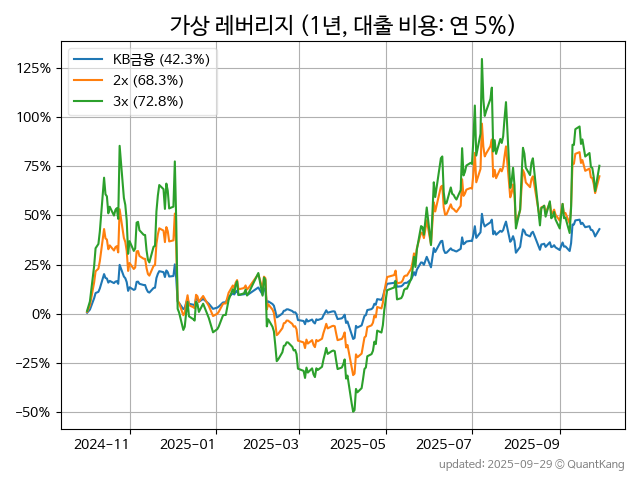 가상 레버리지 (1년, 대출 비용: 연 5%)
KB금융 (42.3%)
2x (68.3%)
3x (72.8%)
125%
100%
75%
50%
25%
0%
−25%
−50%
2024-11 2025-01 2025-03 2025-05 2025-07 2025-09
updated: 2025-09-29 © QuantKang